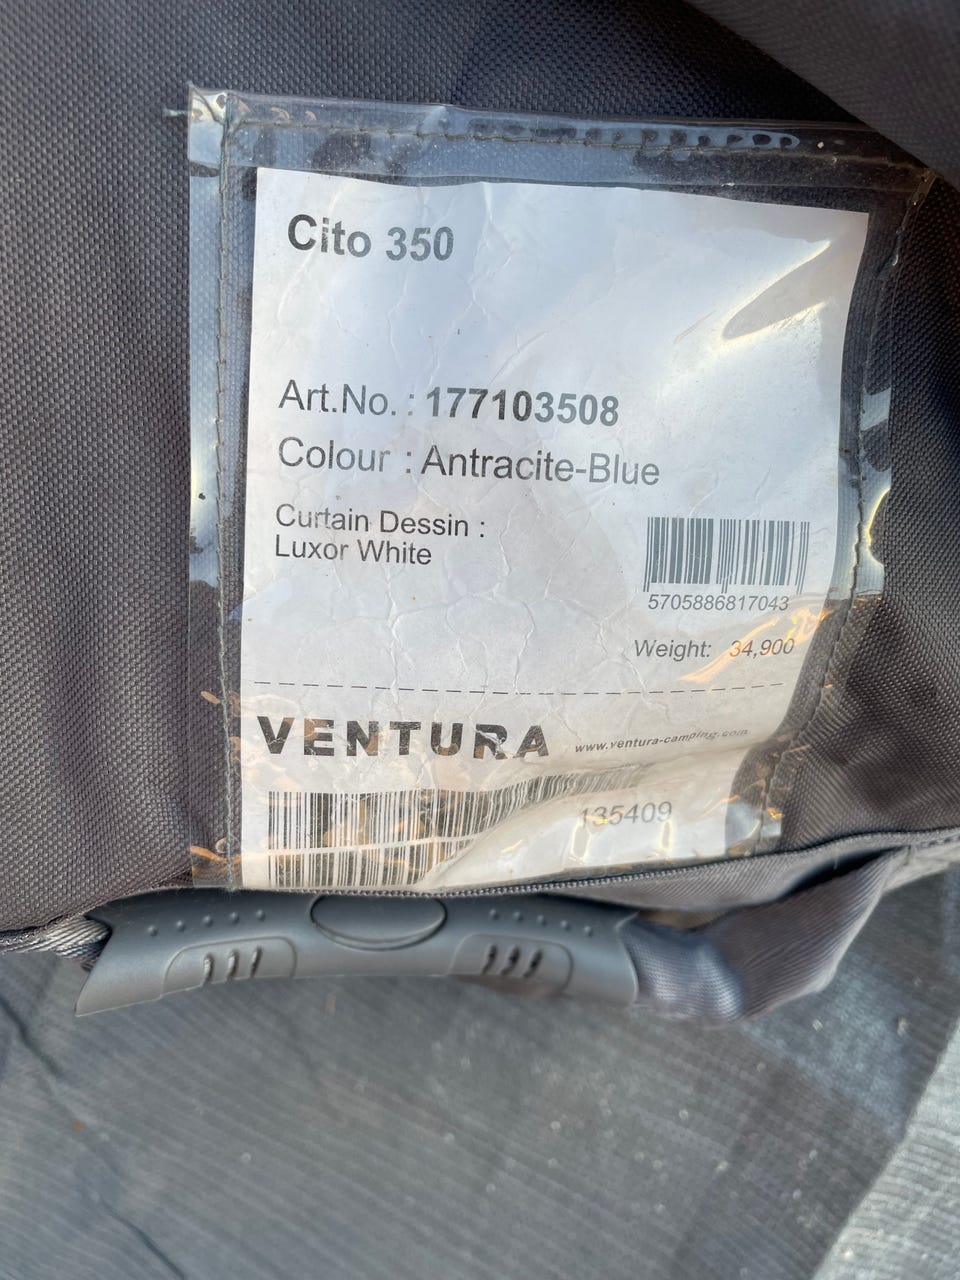 Cito 350
Art.No. : 177103508
Colour : Antracite-Blue
Curtain Dessin :
Luxor White
5705886817043
Weight: 34,900
VENTURA www.ventura-camping.com
135409